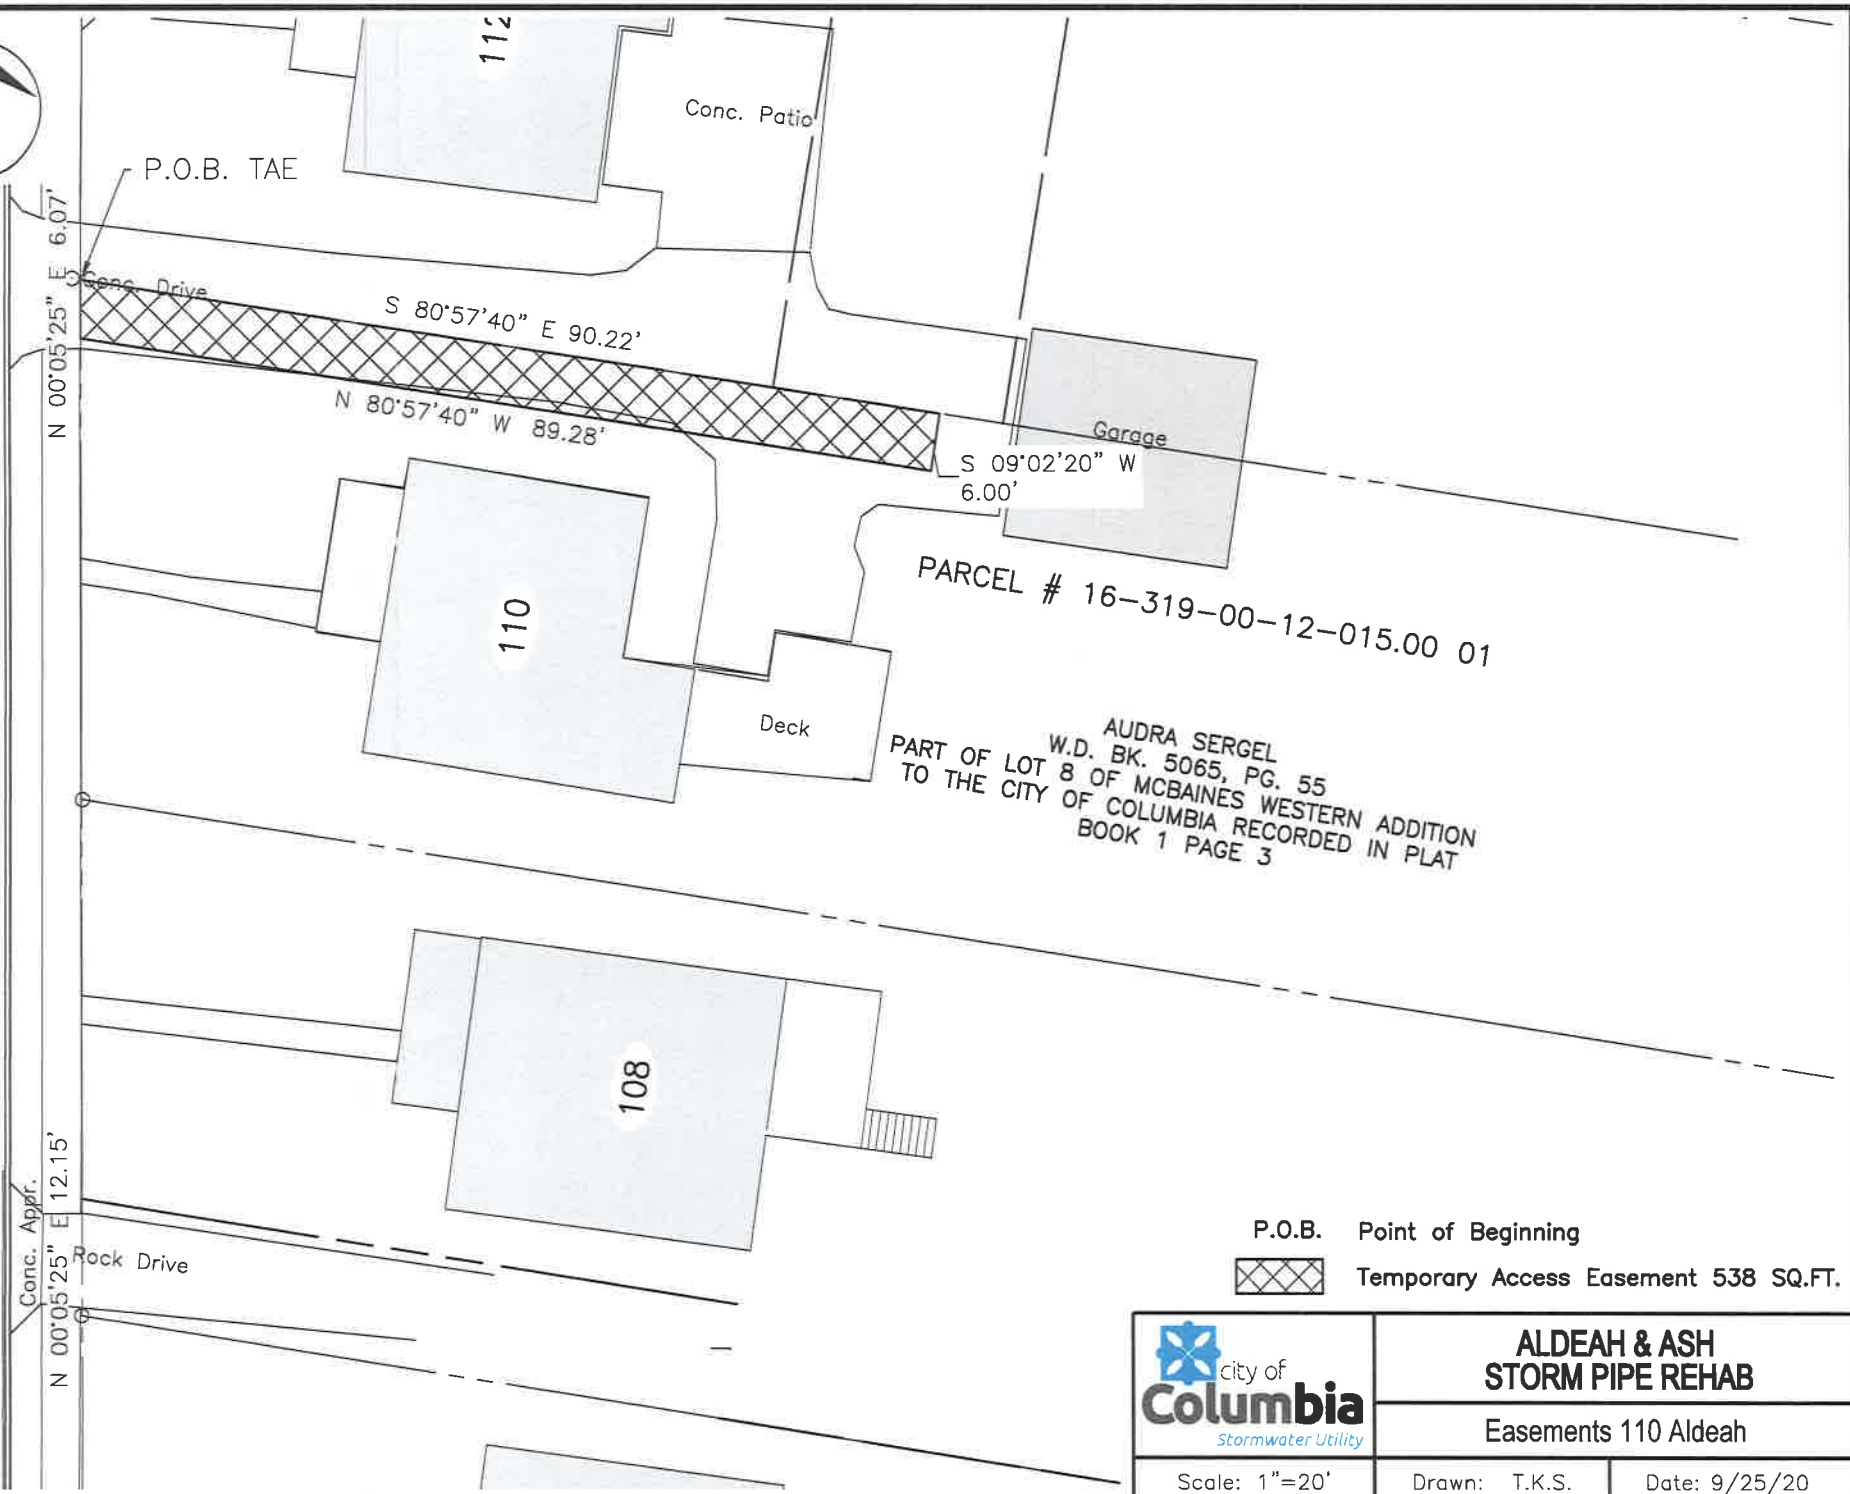 112
Conc. Patio
P.O.B. TAE
N 00°05'25" E 6.07'
Conc. Drive
S 80°57'40" E 90.22'
N 80°57'40" W 89.28'
Garage
S 09°02'20" W
6.00'
PARCEL # 16-319-00-12-015.00 01
110
Deck
AUDRA SERGEL
W.D. BK. 5065, PG. 55
PART OF LOT 8 OF MCBAINES WESTERN ADDITION
TO THE CITY OF COLUMBIA RECORDED IN PLAT
BOOK 1 PAGE 3
108
Conc. Appr.
N 00°05'25" E 12.15'
Rock Drive
P.O.B. Point of Beginning
Temporary Access Easement 538 SQ.FT.
city of
Columbia
Stormwater Utility
ALDEAH & ASH
STORM PIPE REHAB
Easements 110 Aldeah
Scale: 1"=20'
Drawn: T.K.S.
Date: 9/25/20